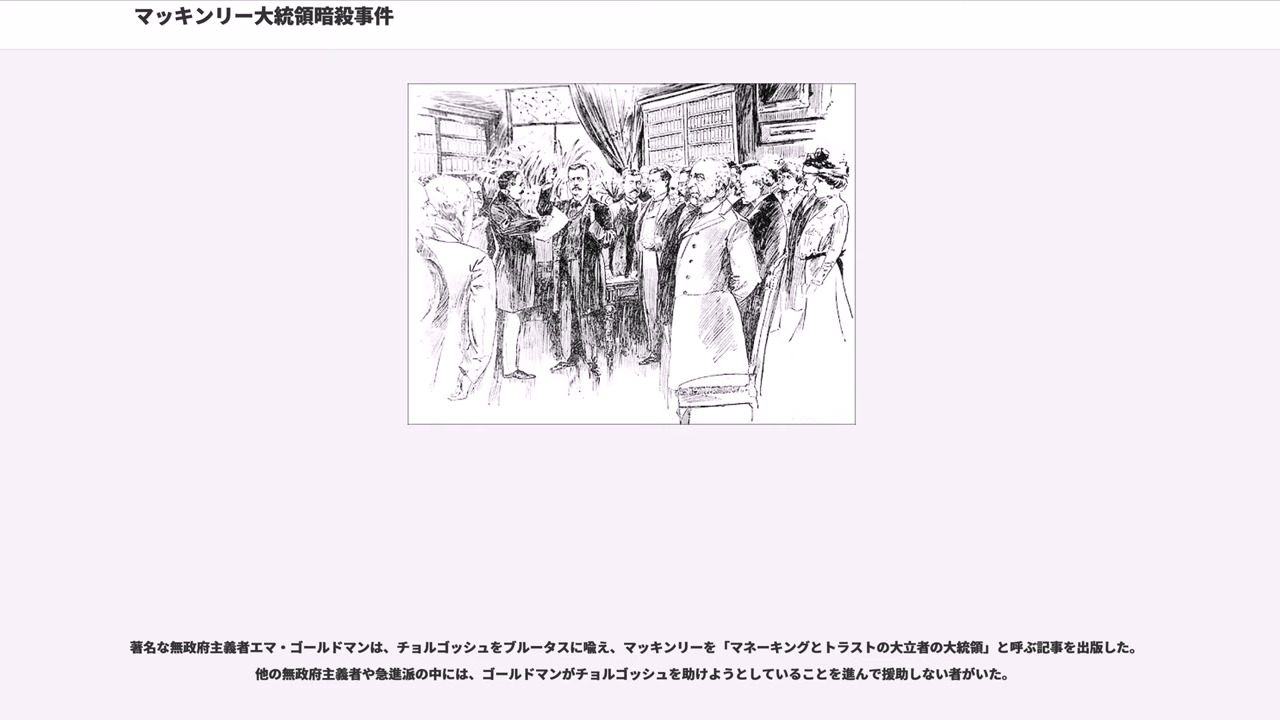 マッキンリー大統領暗殺事件
著名な無政府主義者エマ・ゴールドマンは、チョルゴッシュをブルータスに喩え、マッキンリーを「マネーキングとトラストの大立者の大統領」と呼ぶ記事を出版した。
他の無政府主義者や急進派の中には、ゴールドマンがチョルゴッシュを助けようとしていることを進んで援助しない者がいた。